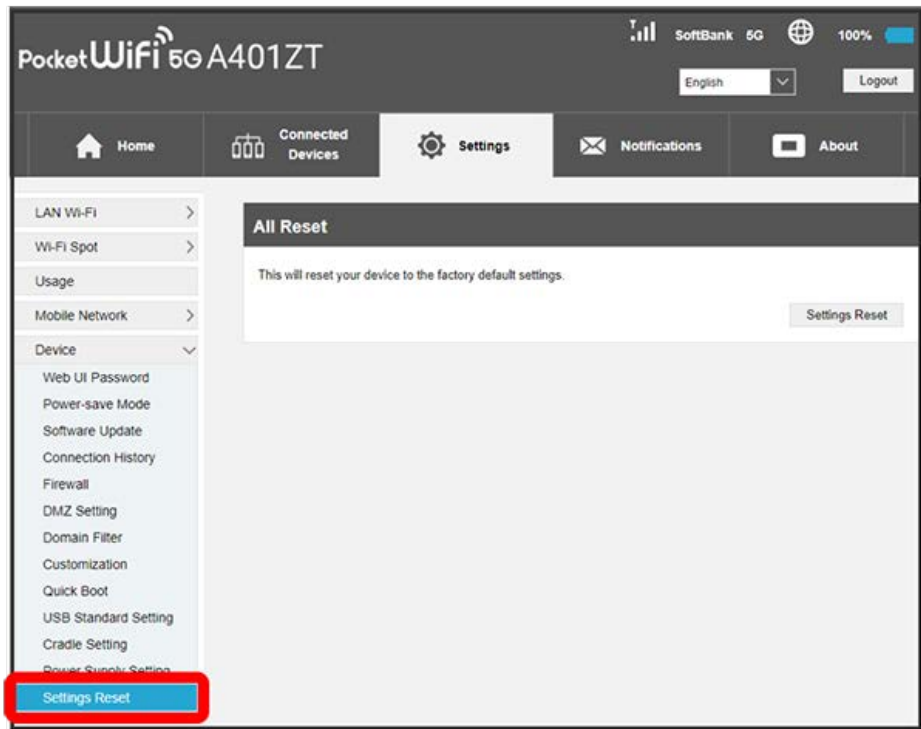 Pocket WiFi 5G A401ZT
SoftBank 5G 100%
English Logout
Home
Connected
Devices
Settings
Notifications
About
LAN Wi-Fi
Wi-Fi Spot
Usage
Mobile Network
Device
Web UI Password
Power-save Mode
Software Update
Connection History
Firewall
DMZ Setting
Domain Filter
Customization
Quick Boot
USB Standard Setting
Cradle Setting
Power Supply Setting
Settings Reset
All Reset
This will reset your device to the factory default settings.
Settings Reset